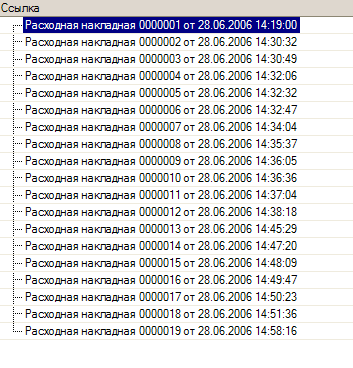 Ссылка
Расходная накладная 0000001 от 28.06.2006 14:19:00
Расходная накладная 0000002 от 28.06.2006 14:30:32
Расходная накладная 0000003 от 28.06.2006 14:30:49
Расходная накладная 0000004 от 28.06.2006 14:32:06
Расходная накладная 0000005 от 28.06.2006 14:32:32
Расходная накладная 0000006 от 28.06.2006 14:32:47
Расходная накладная 0000007 от 28.06.2006 14:34:04
Расходная накладная 0000008 от 28.06.2006 14:35:37
Расходная накладная 0000009 от 28.06.2006 14:36:05
Расходная накладная 0000010 от 28.06.2006 14:36:36
Расходная накладная 0000011 от 28.06.2006 14:37:04
Расходная накладная 0000012 от 28.06.2006 14:38:18
Расходная накладная 0000013 от 28.06.2006 14:45:29
Расходная накладная 0000014 от 28.06.2006 14:47:20
Расходная накладная 0000015 от 28.06.2006 14:48:09
Расходная накладная 0000016 от 28.06.2006 14:49:47
Расходная накладная 0000017 от 28.06.2006 14:50:23
Расходная накладная 0000018 от 28.06.2006 14:51:36
Расходная накладная 0000019 от 28.06.2006 14:58:16